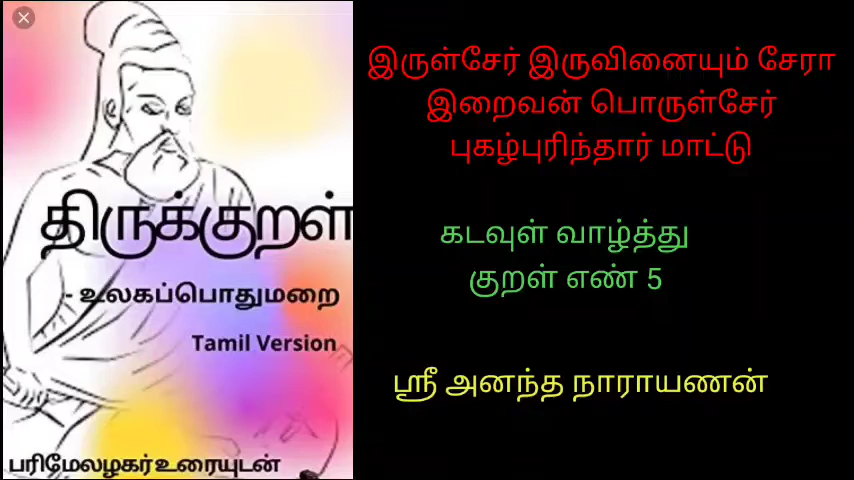 திருக்குறள்
- உலகப்பொதுமறை
Tamil Version
பரிமேலழகர் உரையுடன்
இருள்சேர் இருவினையும் சேரா
இறைவன் பொருள்சேர்
புகழ்புரிந்தார் மாட்டு
கடவுள் வாழ்த்து
குறள் எண் 5
ஸ்ரீ அனந்த நாராயணன்